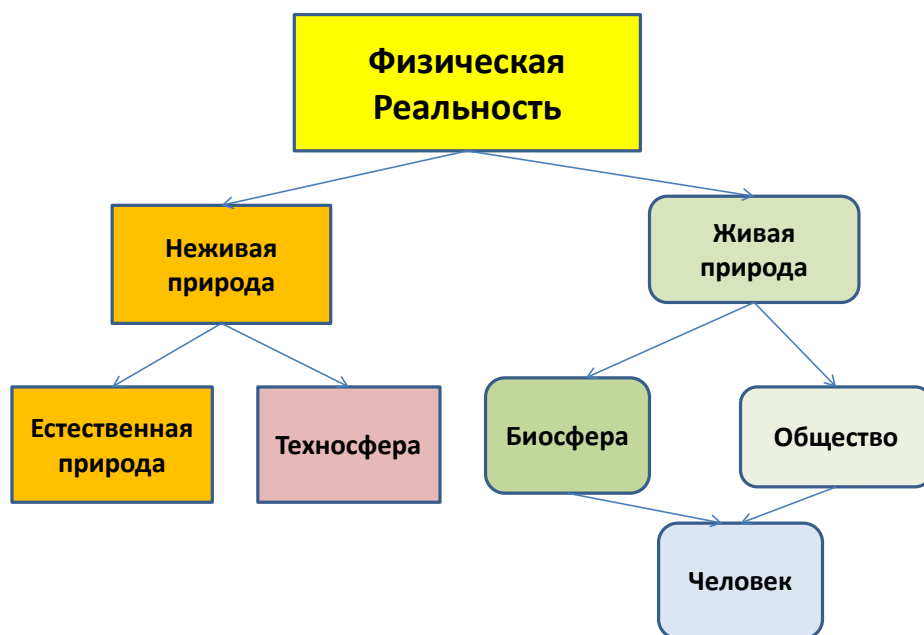 Физическая
Реальность
Неживая
природа
Живая
природа
Естественная
природа
Техносфера
Биосфера
Общество
Человек